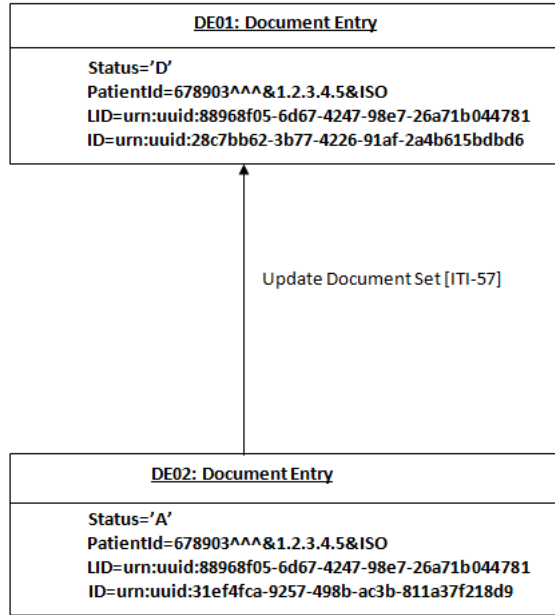 DE01: Document Entry
Status=’D’
PatientId=678903^^^&1.2.3.4.5&ISO
LID=urn:uuid:88968f05-6d67-4247-98e7-26a71b044781
ID=urn:uuid:28c7bb62-3b77-4226-91af-2a4b615bdbd6
Update Document Set [ITI-57]
DE02: Document Entry
Status=’A’
PatientId=678903^^^&1.2.3.4.5&ISO
LID=urn:uuid:88968f05-6d67-4247-98e7-26a71b044781
ID=urn:uuid:31ef4fca-9257-498b-ac3b-811a37f218d9